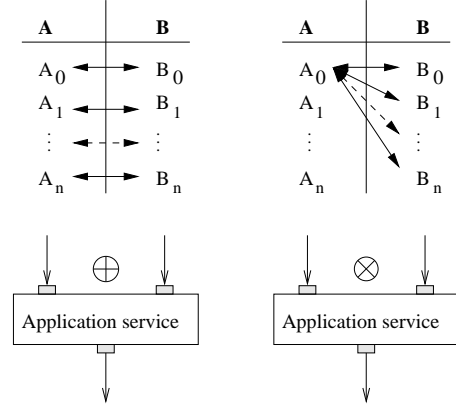 A B A B
A0 B0 A0 B0
A1 B1 A1 B1
⋮ ⋮ ⋮ ⋮
An Bn An Bn
Application service Application service